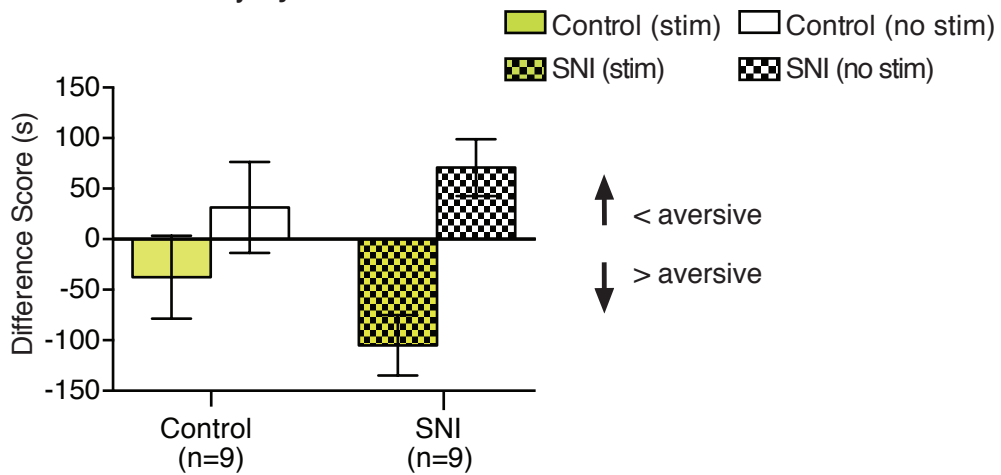 Control (stim) Control (no stim)
SNI (stim) SNI (no stim)
Difference Score (s)
150
100
50
0
-50
-100
-150
< aversive
> aversive
Control
(n=9)
SNI
(n=9)